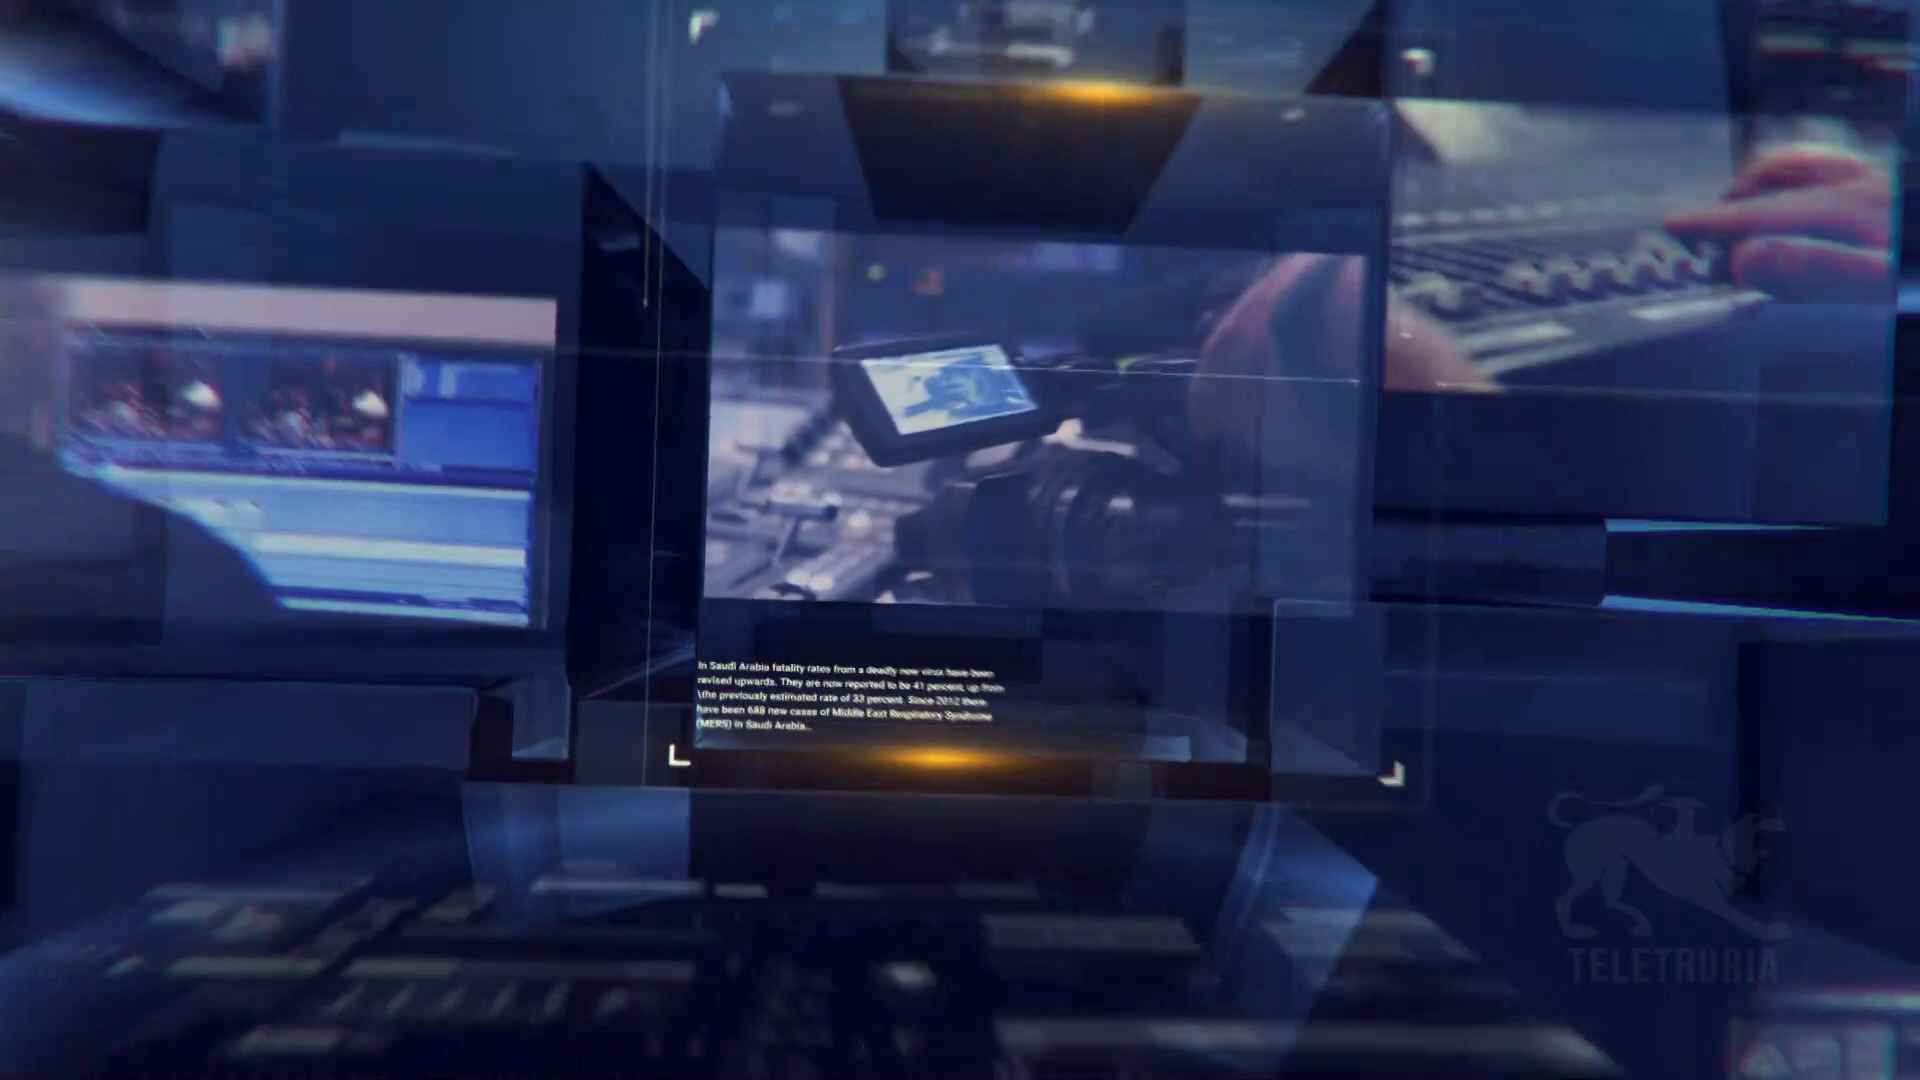 In Saudi Arabia fatality rates from a deadly new virus have been
revised upwards. They are now reported to be 41 percent, up from
\the previously estimated rate of 33 percent. Since 2012 there
have been 688 new cases of Middle East Respiratory Syndrome
(MERS) in Saudi Arabia...
TELETRURIA